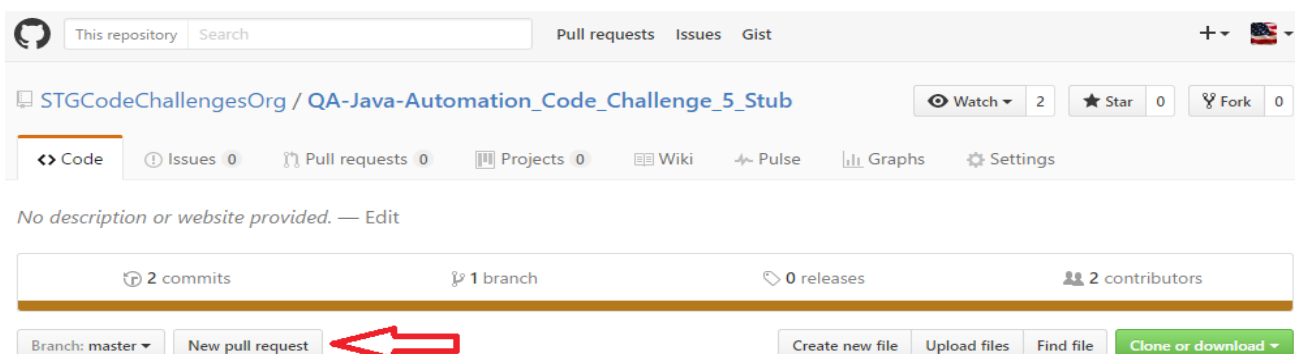 This repository Search Pull requests Issues Gist
STGCodeChallengesOrg / QA-Java-Automation_Code_Challenge_5_Stub Watch 2 Star 0 Fork 0
Code Issues 0 Pull requests 0 Projects 0 Wiki Pulse Graphs Settings
No description or website provided. — Edit
2 commits 1 branch 0 releases 2 contributors
Branch: master New pull request Create new file Upload files Find file Clone or download